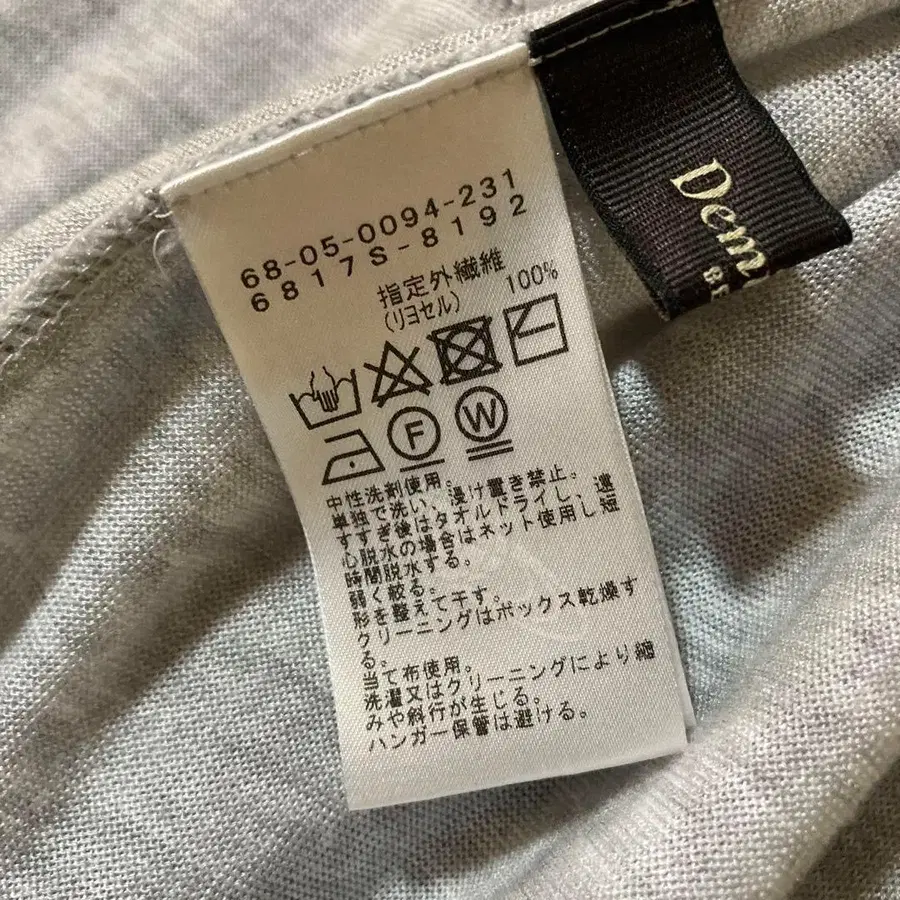 68-05-0094-231
6817S-8192
指定外繊維
(リヨセル)
100%
F
W
中性洗剤使用。
単独で洗い、浸け置き禁止。
すすぎ後はタオルドライし、遠
心脱水の場合はネット使用し短
時間脱水する。
弱く絞る。
形を整えて干す。
クリーニングはボックス乾燥す
る。
当て布使用。
洗濯又はクリーニングにより縮
みや斜行が生じる。
ハンガー保管は避ける。